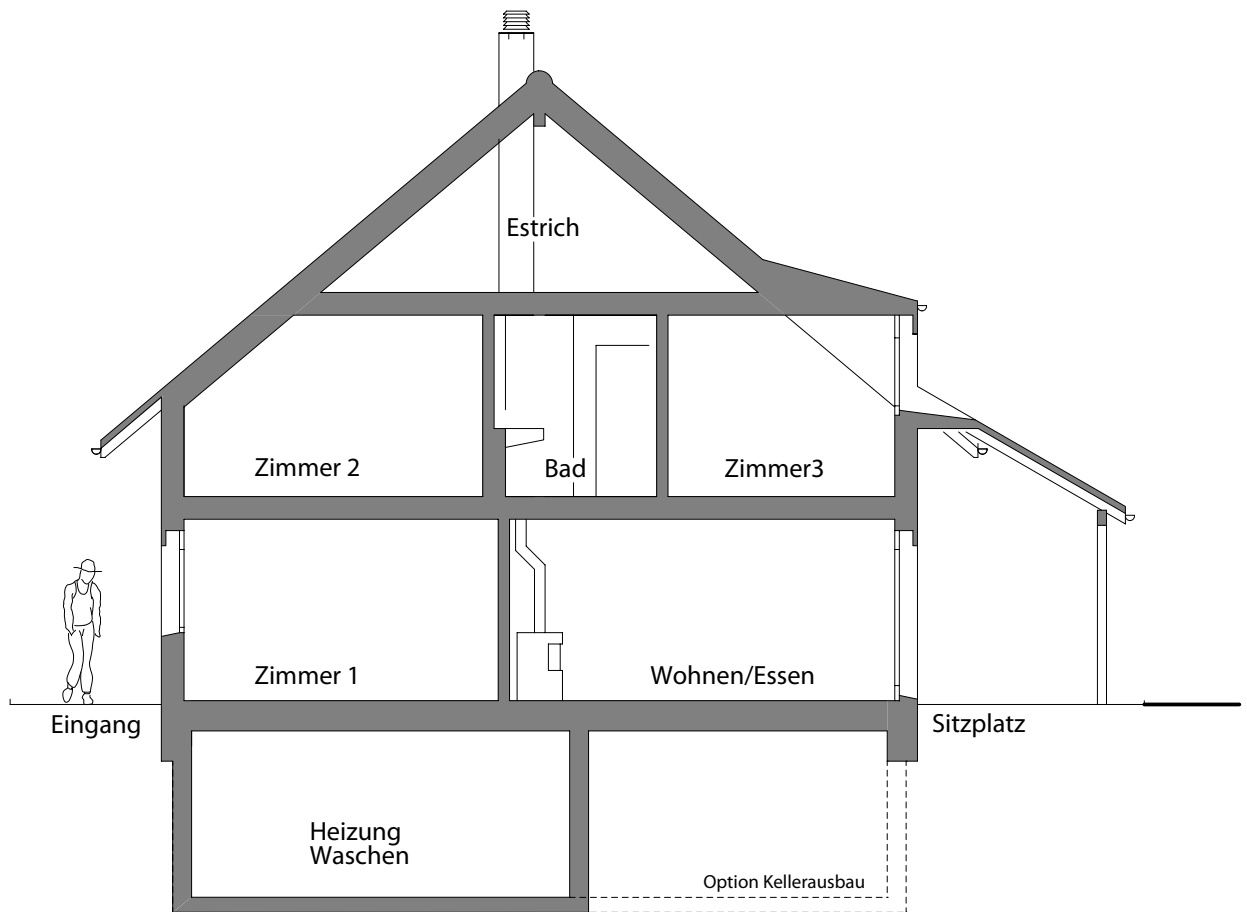 Estrich
Zimmer 2
Bad
Zimmer3
Zimmer 1
Wohnen/Essen
Eingang
Sitzplatz
Heizung
Waschen
Option Kellerausbau